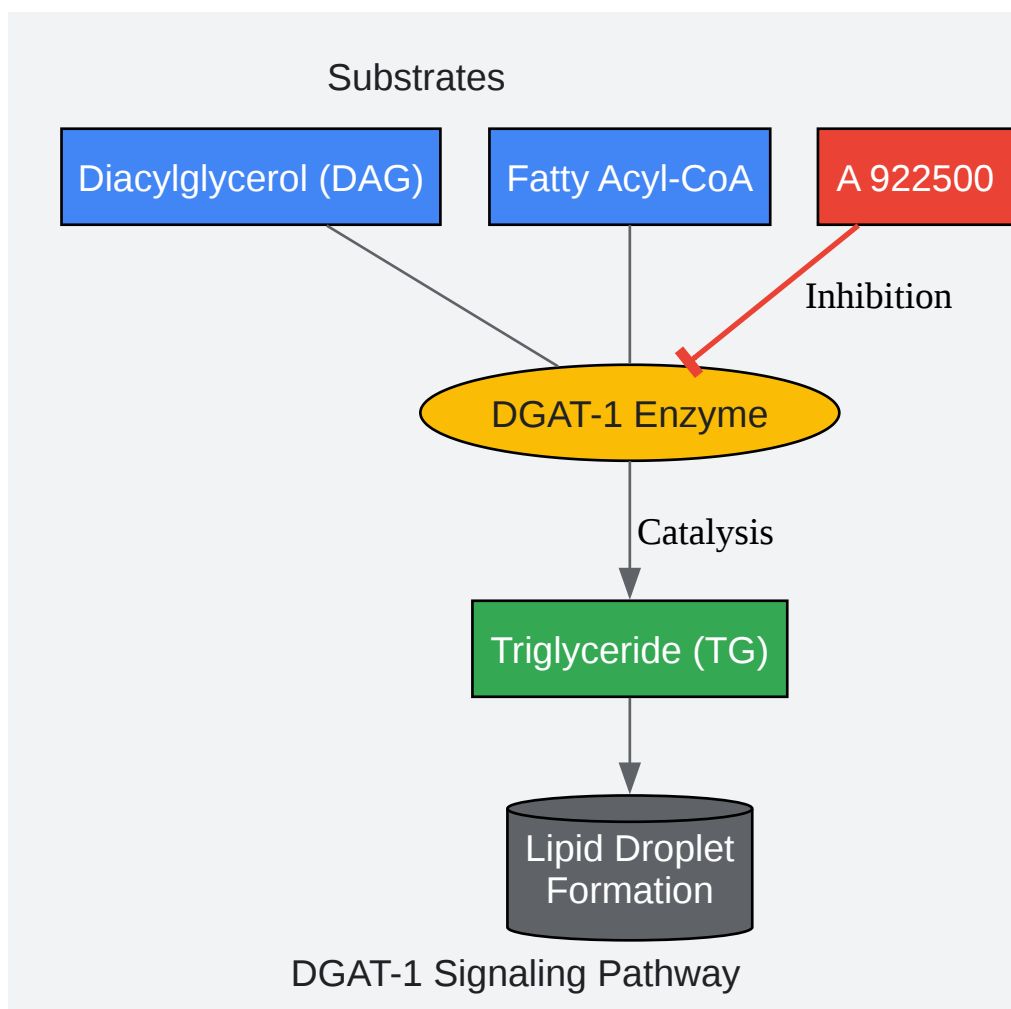 Substrates
Diacylglycerol (DAG)
Fatty Acyl-CoA
A 922500
Inhibition
DGAT-1 Enzyme
Catalysis
Triglyceride (TG)
Lipid Droplet
Formation
DGAT-1 Signaling Pathway